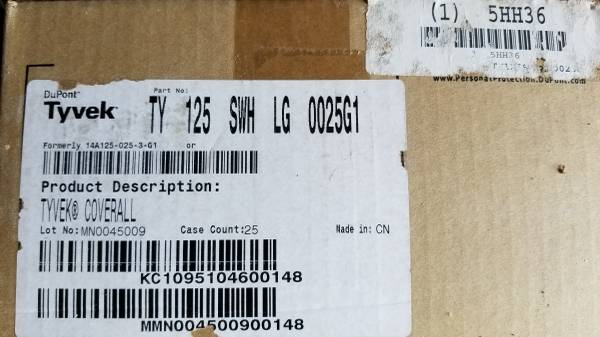 (1) 5HH36
5HH36
www.PersonalProtection.DuPont.com
DuPont™
Tyvek®
Part No:
TY 125 SWH LG 0025G1
Formerly 14A125-025-3-G1 or
Product Description:
TYVEK® COVERALL
Lot No: MN0045009 Case Count: 25 Made in: CN
KC1095104600148
MMN004500900148